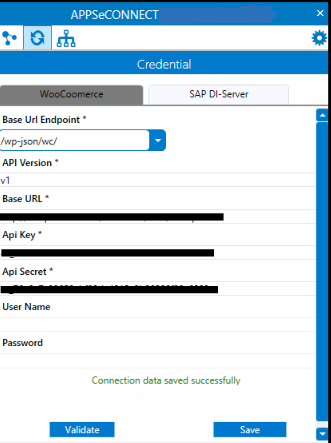 APPSeCONNECT
Credential
WooCoomerce
SAP DI-Server
Base Url Endpoint *
/wp-json/wc/
API Version *
v1
Base URL *
Api Key *
Api Secret *
User Name
Password
Connection data saved successfully
Validate
Save